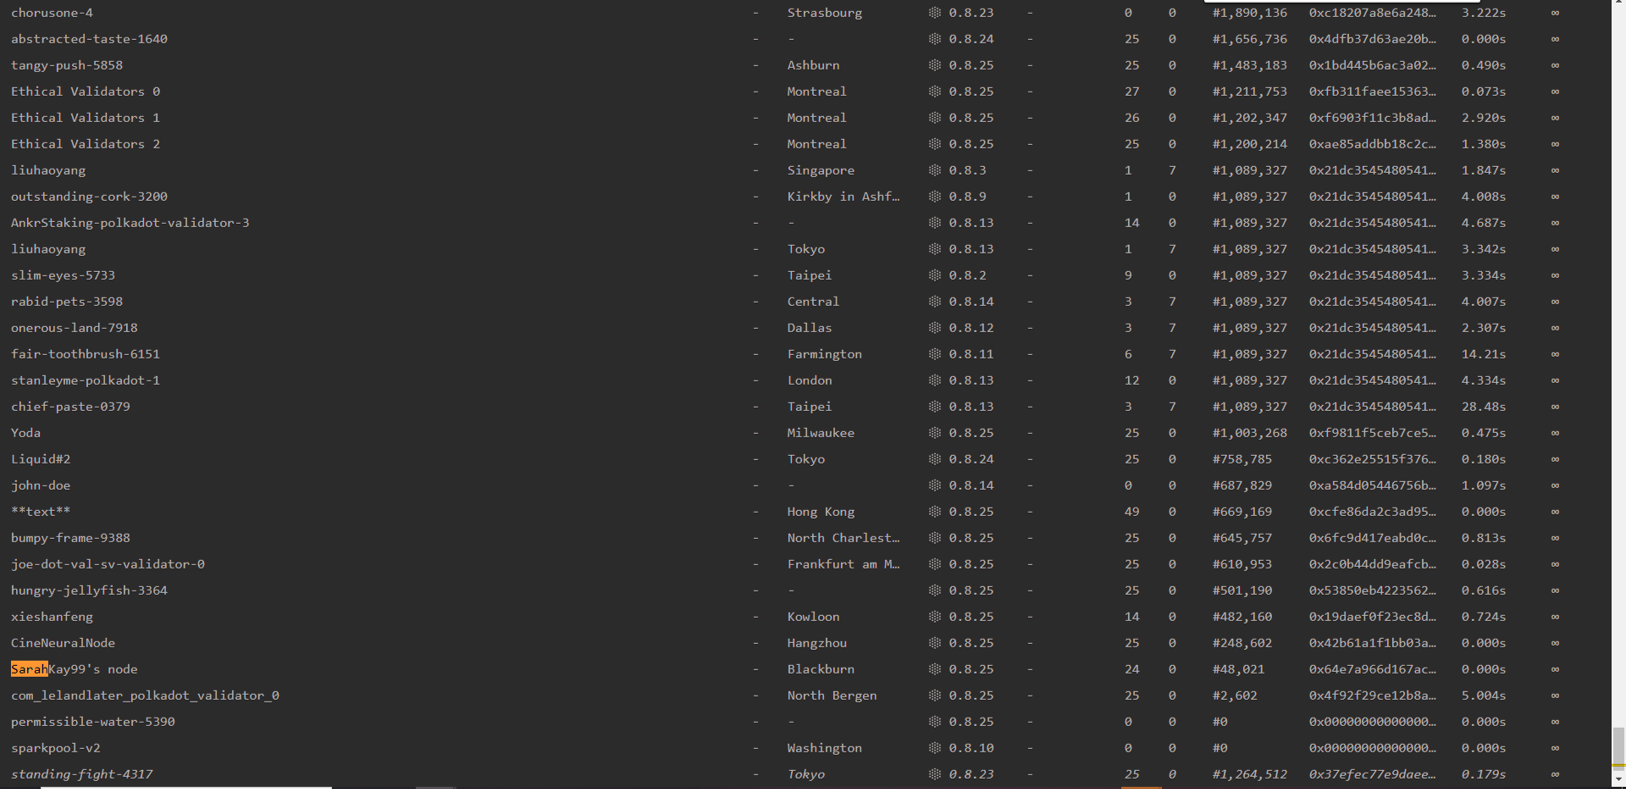 chorusone-4 - Strasbourg 0.8.23 - 0 0 #1,890,136 0xc18207a8e6a248… 3.222s ∞
abstracted-taste-1640 - - 0.8.24 - 25 0 #1,656,736 0x4dfb37d63ae20b… 0.000s ∞
tangy-push-5858 - Ashburn 0.8.25 - 25 0 #1,483,183 0x1bd445b6ac3a02… 0.490s ∞
Ethical Validators 0 - Montreal 0.8.25 - 27 0 #1,211,753 0xfb311faee15363… 0.073s ∞
Ethical Validators 1 - Montreal 0.8.25 - 26 0 #1,202,347 0xf6903f11c3b8ad… 2.920s ∞
Ethical Validators 2 - Montreal 0.8.25 - 25 0 #1,200,214 0xae85addbb18c2c… 1.380s ∞
liuhaoyang - Singapore 0.8.3 - 1 7 #1,089,327 0x21dc3545480541… 1.847s ∞
outstanding-cork-3200 - Kirkby in Ashf… 0.8.9 - 1 0 #1,089,327 0x21dc3545480541… 4.008s ∞
AnkrStaking-polkadot-validator-3 - - 0.8.13 - 14 0 #1,089,327 0x21dc3545480541… 4.687s ∞
liuhaoyang - Tokyo 0.8.13 - 1 7 #1,089,327 0x21dc3545480541… 3.342s ∞
slim-eyes-5733 - Taipei 0.8.2 - 9 0 #1,089,327 0x21dc3545480541… 3.334s ∞
rabid-pets-3598 - Central 0.8.14 - 3 7 #1,089,327 0x21dc3545480541… 4.007s ∞
onerous-land-7918 - Dallas 0.8.12 - 3 7 #1,089,327 0x21dc3545480541… 2.307s ∞
fair-toothbrush-6151 - Farmington 0.8.11 - 6 7 #1,089,327 0x21dc3545480541… 14.21s ∞
stanleyme-polkadot-1 - London 0.8.13 - 12 0 #1,089,327 0x21dc3545480541… 4.334s ∞
chief-paste-0379 - Taipei 0.8.13 - 3 7 #1,089,327 0x21dc3545480541… 28.48s ∞
Yoda - Milwaukee 0.8.25 - 25 0 #1,003,268 0xf9811f5ceb7ce5… 0.475s ∞
Liquid#2 - Tokyo 0.8.24 - 25 0 #758,785 0xc362e25515f376… 0.180s ∞
john-doe - - 0.8.14 - 0 0 #687,829 0xa584d05446756b… 1.097s ∞
**text** - Hong Kong 0.8.25 - 49 0 #669,169 0xcfe86da2c3ad95… 0.000s ∞
bumpy-frame-9388 - North Charlest… 0.8.25 - 25 0 #645,757 0x6fc9d417eabd0c… 0.813s ∞
joe-dot-val-sv-validator-0 - Frankfurt am M… 0.8.25 - 25 0 #610,953 0x2c0b44dd9eafcb… 0.028s ∞
hungry-jellyfish-3364 - - 0.8.25 - 25 0 #501,190 0x53850eb4223562… 0.616s ∞
xieshanfeng - Kowloon 0.8.25 - 14 0 #482,160 0x19daef0f23ec8d… 0.724s ∞
CineNeuralNode - Hangzhou 0.8.25 - 25 0 #248,602 0x42b61a1f1bb03a… 0.000s ∞
SarahKay99's node - Blackburn 0.8.25 - 24 0 #48,021 0x64e7a966d167ac… 0.000s ∞
com_lelandlater_polkadot_validator_0 - North Bergen 0.8.25 - 25 0 #2,602 0x4f92f29ce12b8a… 5.004s ∞
permissible-water-5390 - - 0.8.25 - 0 0 #0 0x00000000000000… 0.000s ∞
sparkpool-v2 - Washington 0.8.10 - 0 0 #0 0x00000000000000… 0.000s ∞
standing-fight-4317 - Tokyo 0.8.23 - 25 0 #1,264,512 0x37efec77e9daee… 0.179s ∞